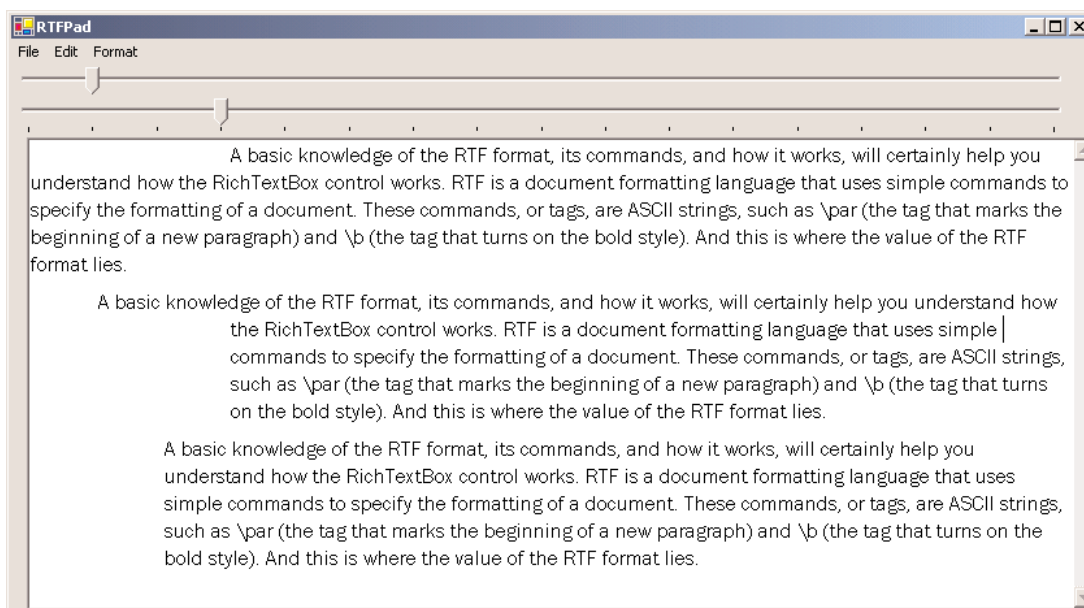 RTFPad
File Edit Format
A basic knowledge of the RTF format, its commands, and how it works, will certainly help you
understand how the RichTextBox control works. RTF is a document formatting language that uses simple commands to
specify the formatting of a document. These commands, or tags, are ASCII strings, such as \par (the tag that marks the
beginning of a new paragraph) and \b (the tag that turns on the bold style). And this is where the value of the RTF
format lies.
A basic knowledge of the RTF format, its commands, and how it works, will certainly help you understand how
the RichTextBox control works. RTF is a document formatting language that uses simple
commands to specify the formatting of a document. These commands, or tags, are ASCII strings,
such as \par (the tag that marks the beginning of a new paragraph) and \b (the tag that turns
on the bold style). And this is where the value of the RTF format lies.
A basic knowledge of the RTF format, its commands, and how it works, will certainly help you
understand how the RichTextBox control works. RTF is a document formatting language that uses
simple commands to specify the formatting of a document. These commands, or tags, are ASCII strings,
such as \par (the tag that marks the beginning of a new paragraph) and \b (the tag that turns on the
bold style). And this is where the value of the RTF format lies.